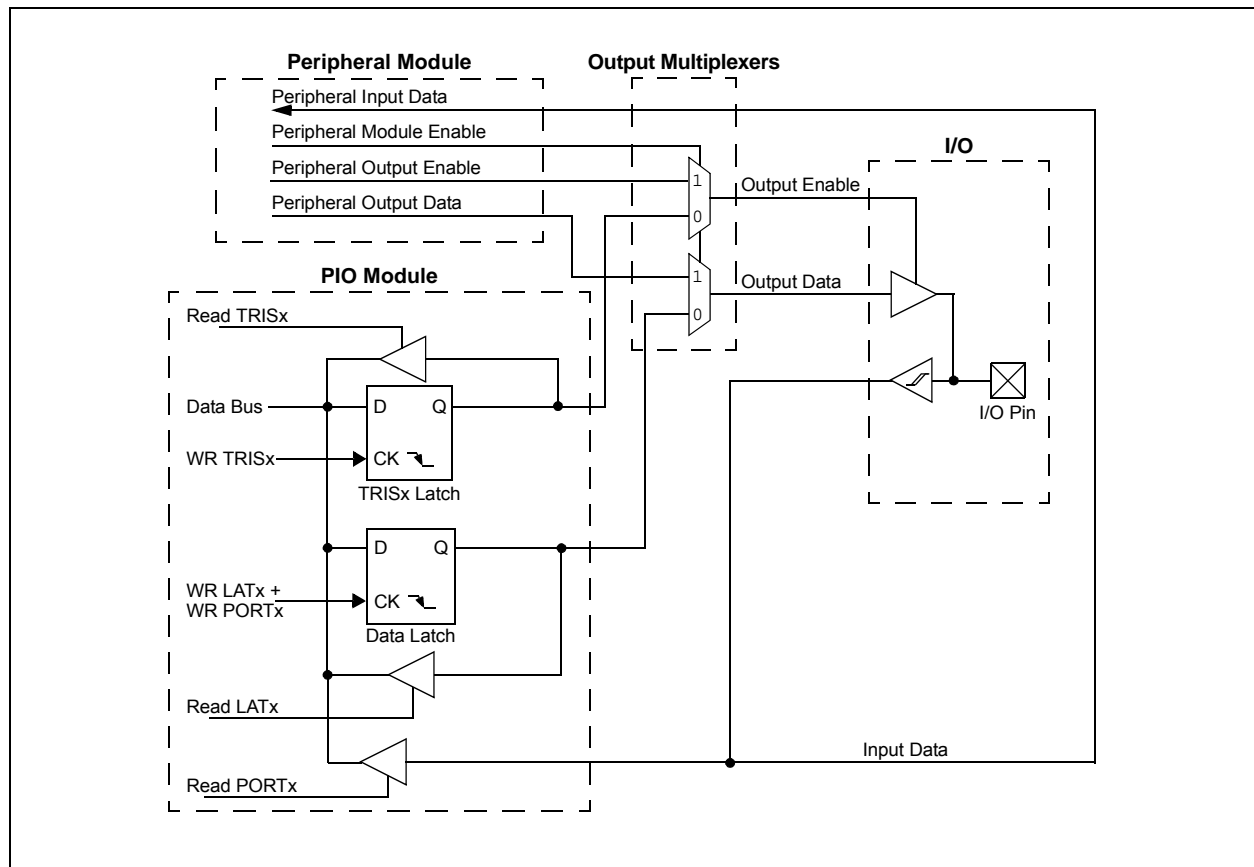 Peripheral Module
Output Multiplexers
Peripheral Input Data
Peripheral Module Enable
Peripheral Output Enable
Peripheral Output Data
1
0
Output Enable
I/O
1
0
Output Data
I/O Pin
PIO Module
Read TRISx
Data Bus
D
Q
WR TRISx
CK
TRISx Latch
D
Q
WR LATx +
WR PORTx
CK
Data Latch
Read LATx
Read PORTx
Input Data